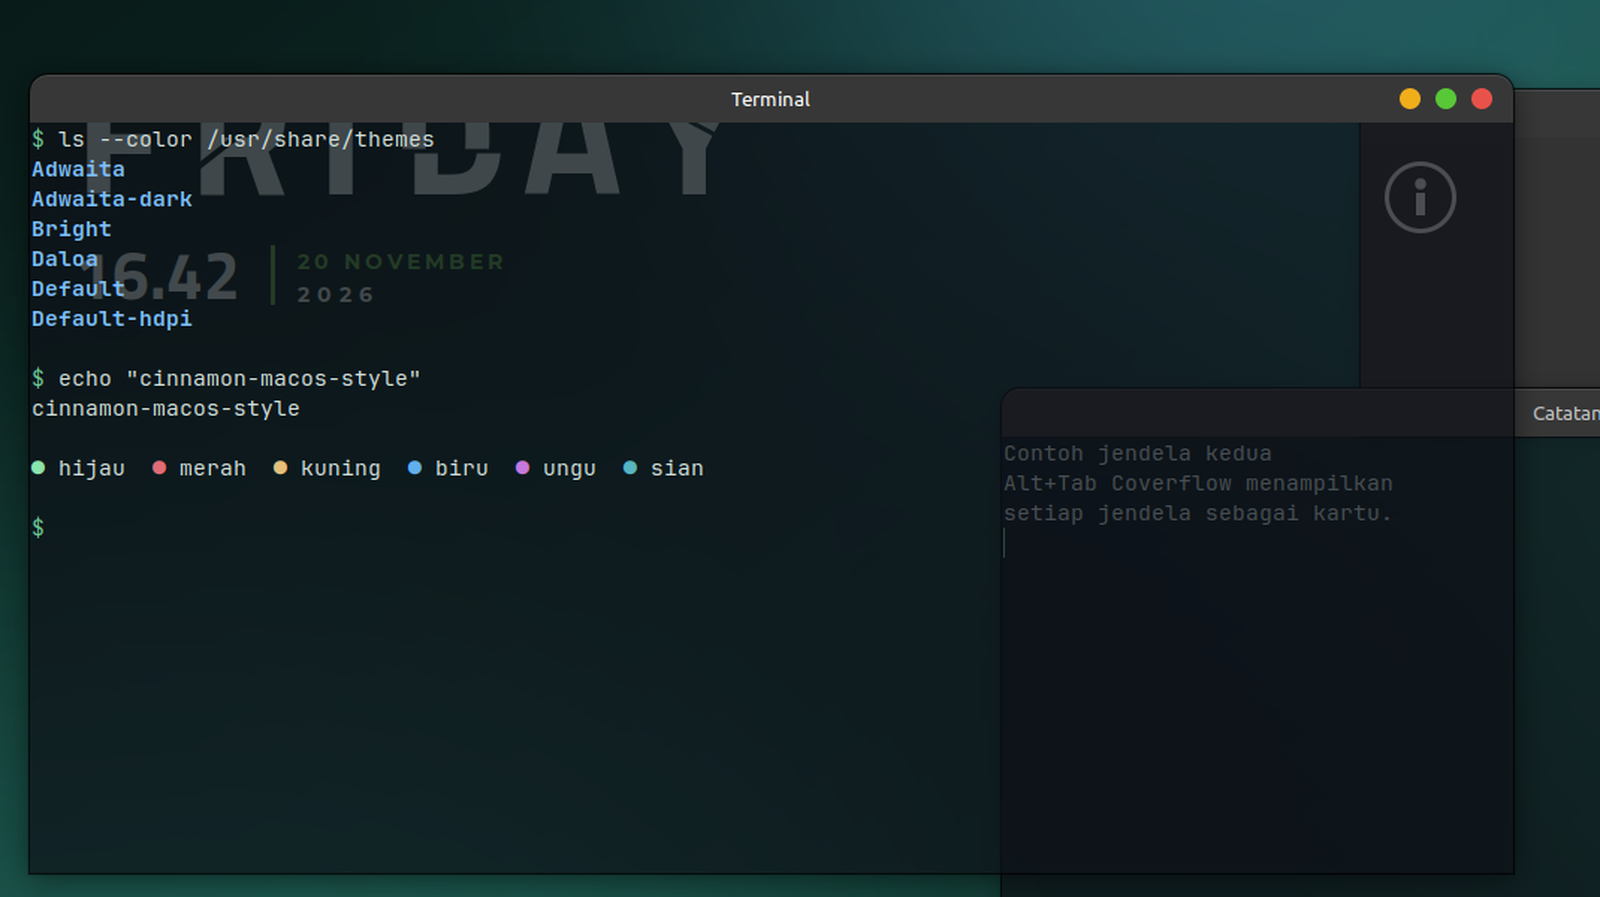 Terminal
$ ls --color /usr/share/themes
FRIDAY
Adwaita
Adwaita-dark
Bright
Daloa
16.42
20 NOVEMBER
2026
Default
Default-hdpi
$ echo "cinnamon-macos-style"
cinnamon-macos-style
● hijau ● merah ● kuning ● biru ● ungu ● sian
$
Catatan
Contoh jendela kedua
Alt+Tab Coverflow menampilkan
setiap jendela sebagai kartu.